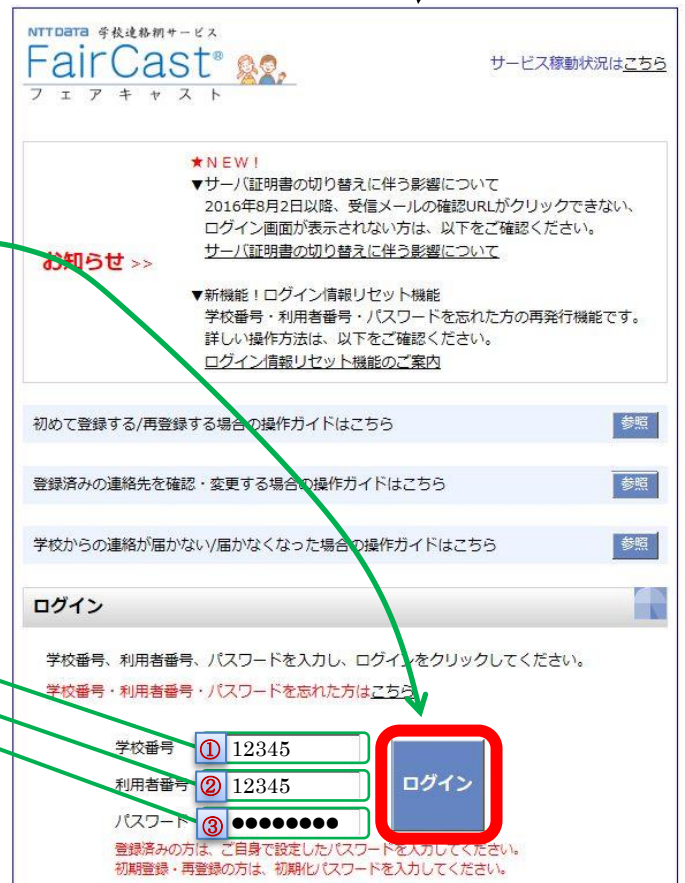 NTTDATA 学校連絡網サービス
FairCast®
フェアキャスト
サービス稼動状況はこちら
★NEW!
▼サーバ証明書の切り替えに伴う影響について
2016年8月2日以降、受信メールの確認URLがクリックできない、
ログイン画面が表示されない方は、以下をご確認ください。
サーバ証明書の切り替えに伴う影響について
お知らせ >>
▼新機能！ログイン情報リセット機能
学校番号・利用者番号・パスワードを忘れた方の再発行機能です。
詳しい操作方法は、以下をご確認ください。
ログイン情報リセット機能のご案内
初めて登録する/再登録する場合の操作ガイドはこちら 参照
登録済みの連絡先を確認・変更する場合の操作ガイドはこちら 参照
学校からの連絡が届かない/届かなくなった場合の操作ガイドはこちら 参照
ログイン
学校番号、利用者番号、パスワードを入力し、ログインをクリックしてください。
学校番号・利用者番号・パスワードを忘れた方はこちら
学校番号 ① 12345
利用者番号 ② 12345
パスワード ③ ●●●●●●●●
ログイン
登録済みの方は、ご自身で設定したパスワードを入力してください。
初期登録・再登録の方は、初期化パスワードを入力してください。